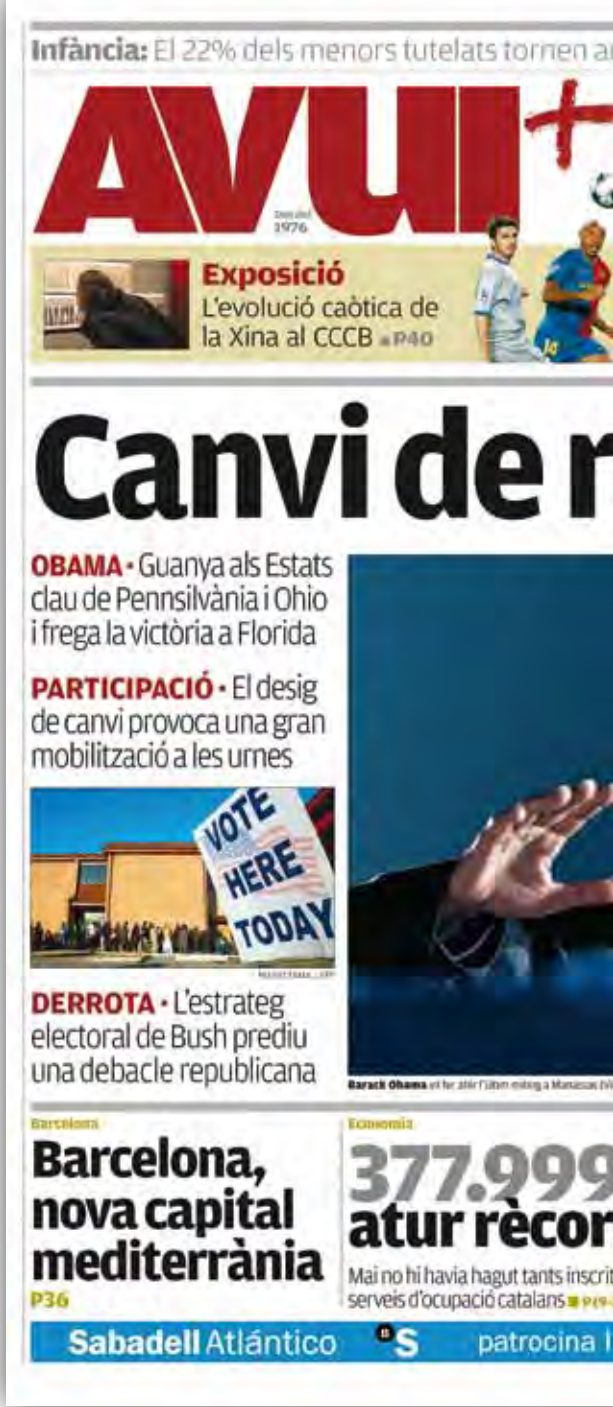 Infància: El 22% dels menors tutelats tornen a
AVUI+
1976
Exposició
L'evolució caòtica de
la Xina al CCCB P40
14
Canvi de r
OBAMA · Guanya als Estats
clau de Pennsilvània i Ohio
i frega la victòria a Florida
PARTICIPACIÓ · El desig
de canvi provoca una gran
mobilització a les urnes
VOTE
HERE
TODAY
DERROTA · L'estrateg
electoral de Bush prediu
una debacle republicana
Barack Obama
Barcelona
Barcelona,
nova capital
mediterrània
P36
Economia
377.999
atur rècor
Mai no hi havia hagut tants inscrit
serveis d'ocupació catalans
Sabadell Atlántico
B S
patrocina l